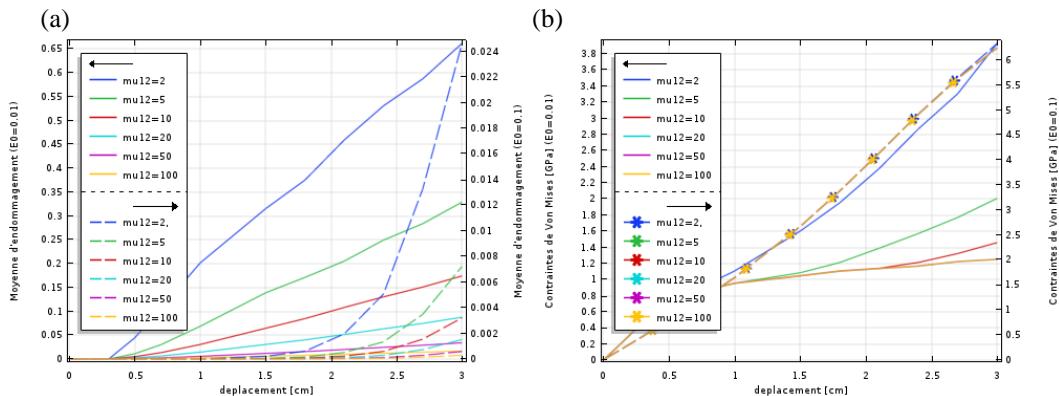 (a)
Moyenne d'endommagement (E0=0.01)
0.65
0.6
0.55
0.5
0.45
0.4
0.35
0.3
0.25
0.2
0.15
0.1
0.05
0
mu12=2
mu12=5
mu12=10
mu12=20
mu12=50
mu12=100
mu12=2,
mu12=5
mu12=10
mu12=20
mu12=50
mu12=100
0 0.5 1 1.5 2 2.5 3
deplacement [cm]
0.024
0.022
0.02
0.018
0.016
0.014
0.012
0.01
0.008
0.006
0.004
0.002
0
Moyenne d'endommagement (E0=0.1)
(b)
Contraintes de Von Mises [GPa] (E0=0.01)
3.8
3.6
3.4
3.2
3
2.8
2.6
2.4
2.2
2
1.8
1.6
1.4
1.2
1
0.8
0.6
0.4
0.2
0
mu12=2
mu12=5
mu12=10
mu12=20
mu12=50
mu12=100
mu12=2,
mu12=5
mu12=10
mu12=20
mu12=50
mu12=100
0 0.5 1 1.5 2 2.5 3
deplacement [cm]
6
5.5
5
4.5
4
3.5
3
2.5
2
1.5
1
0.5
0
Contraintes de Von Mises [GPa] (E0=0.1)